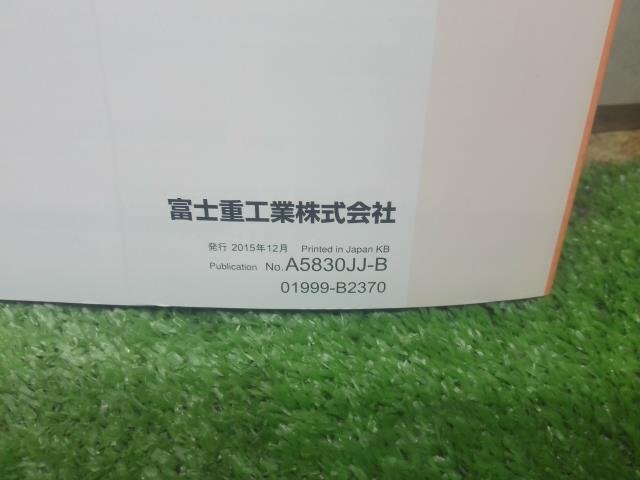 富士重工業株式会社
発行 2015年12月 Printed in Japan KB
Publication No. A5830JJ-B
01999-B2370